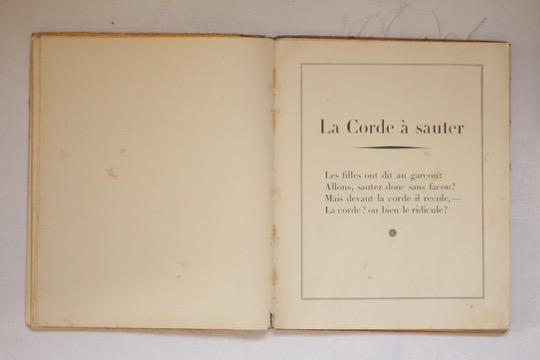 La Corde à sauter
Les filles ont dit au garçon:
Allons, sautez donc sans façon?
Mais devant la corde il recule,—
La corde? ou bien le ridicule?